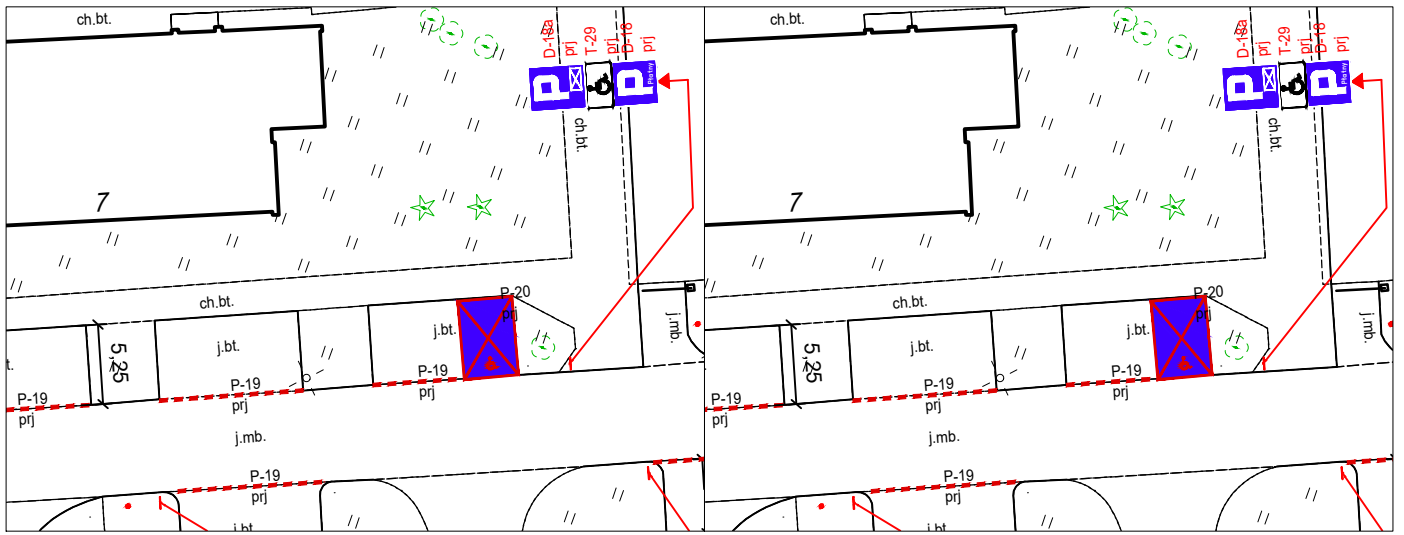 ch.bt.
D-18a
prj
T-29
prj
D-18
prj
P
P
Płatny
ch.bt.
7
ch.bt.
P-20
prj
j.bt.
j.bt.
t.
5,25
j.mb.
P-19
prj
P-19
prj
P-19
j.mb.
P-19
prj
j.bt.
ch.bt.
D-18a
prj
T-29
prj
D-18
prj
P
P
Płatny
ch.bt.
7
ch.bt.
P-20
prj
j.bt.
j.bt.
5,25
j.mb.
P-19
prj
P-19
prj
P-19
j.mb.
P-19
prj
j.bt.